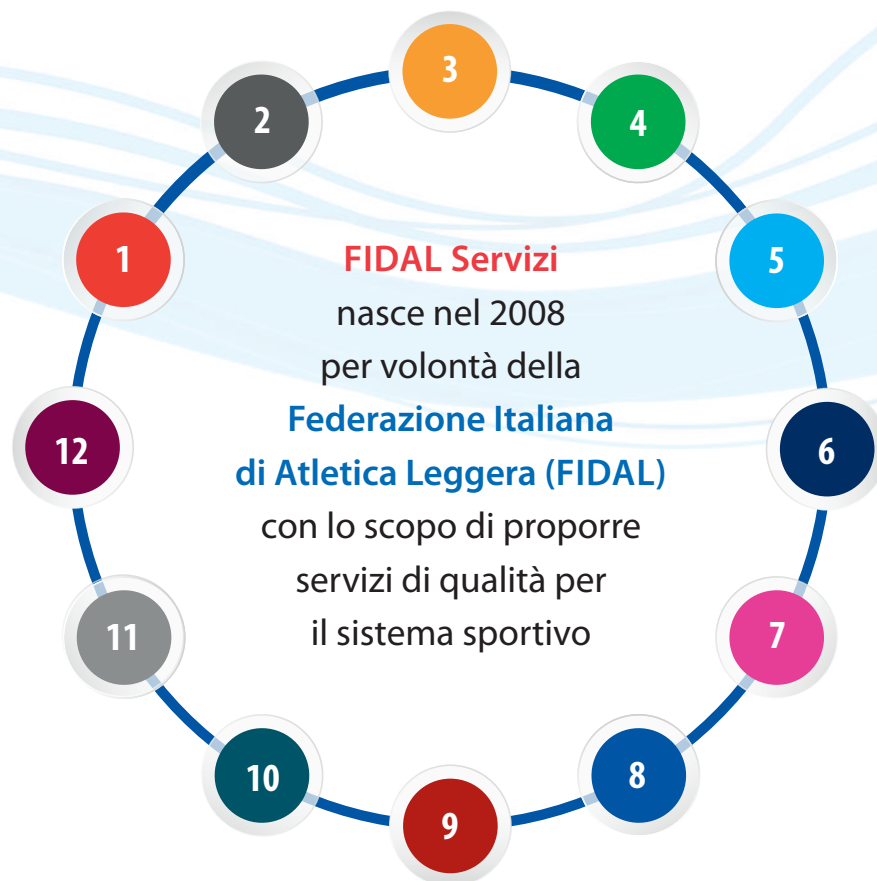 3
2
4
1
5
FIDAL Servizi
nasce nel 2008
per volontà della
Federazione Italiana
di Atletica Leggera (FIDAL)
con lo scopo di proporre
servizi di qualità per
il sistema sportivo
12
6
11
7
10
8
9